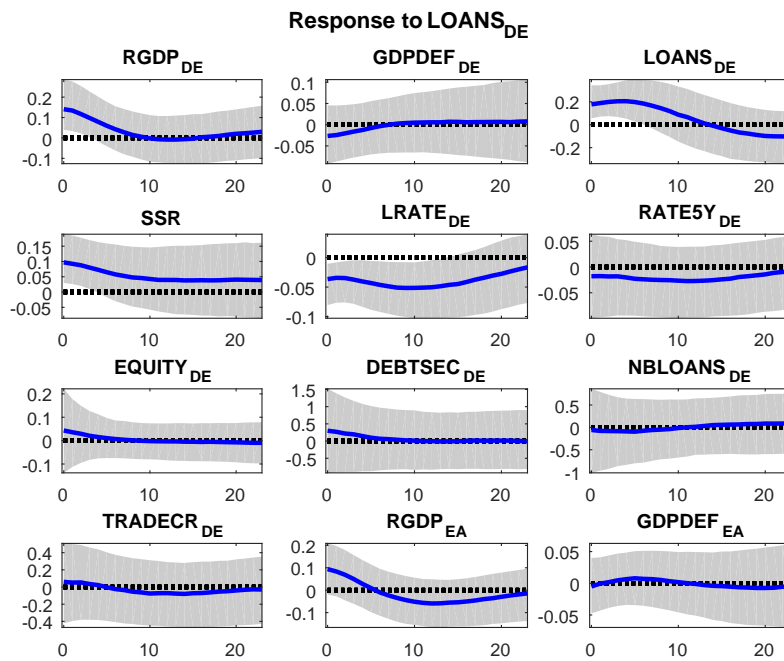 Response to LOANS_DE
RGDP_DE GDPDEF_DE LOANS_DE
0.2 0.1 0.2
0.1 0.05 0
0 0 -0.2
-0.1 -0.05
0 10 20 0 10 20 0 10 20
SSR LRATE_DE RATE5Y_DE
0.15 0 0.05
0.1 -0.05 0
0.05 -0.1 -0.05
0
-0.05
0 10 20 0 10 20 0 10 20
EQUITY_DE DEBTSEC_DE NBLOANS_DE
0.2 1.5 0.5
0.1 1 0
0 0.5 -0.5
-0.1 0 -1
-0.5
0 10 20 0 10 20 0 10 20
TRADECR_DE RGDP_EA GDPDEF_EA
0.4 0.2 0.05
0.2 0.1 0
0 0 -0.05
-0.2 -0.1
-0.4
0 10 20 0 10 20 0 10 20